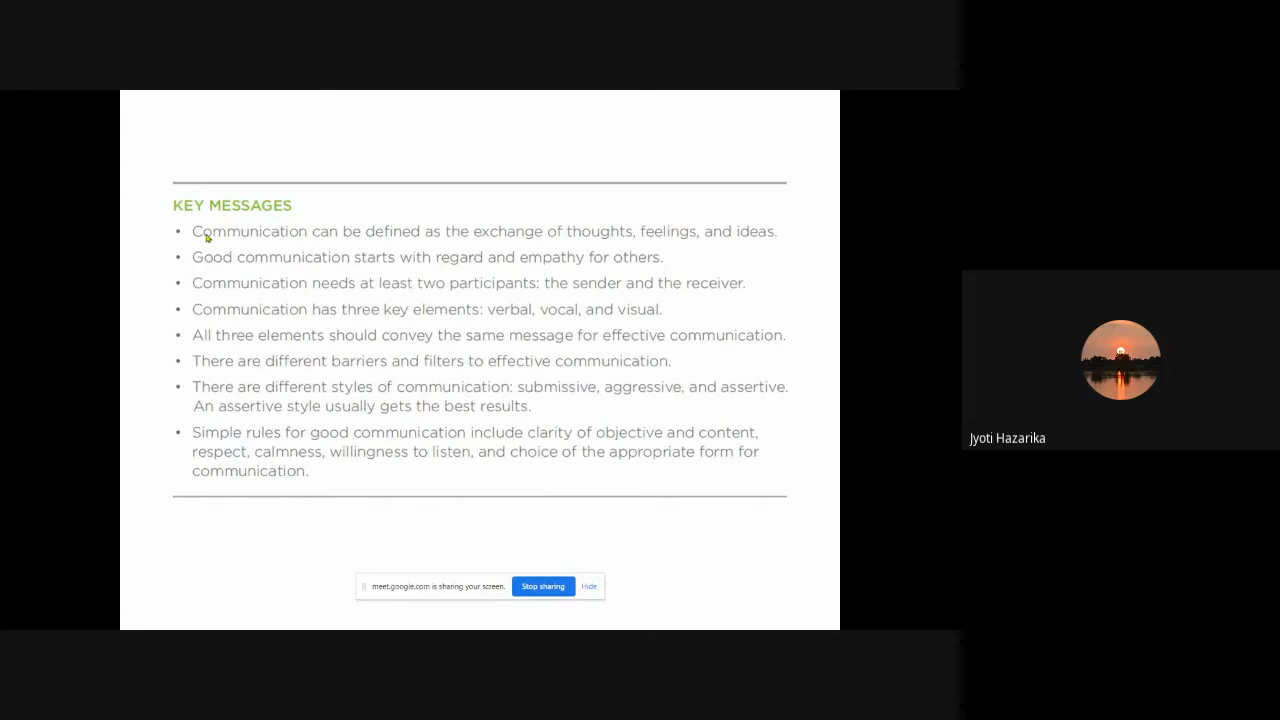 KEY MESSAGES
• Communication can be defined as the exchange of thoughts, feelings, and ideas.
• Good communication starts with regard and empathy for others.
• Communication needs at least two participants: the sender and the receiver.
• Communication has three key elements: verbal, vocal, and visual.
• All three elements should convey the same message for effective communication.
• There are different barriers and filters to effective communication.
• There are different styles of communication: submissive, aggressive, and assertive.
An assertive style usually gets the best results.
• Simple rules for good communication include clarity of objective and content,
respect, calmness, willingness to listen, and choice of the appropriate form for
communication.
Jyoti Hazarika
meet.google.com is sharing your screen. Stop sharing Hide